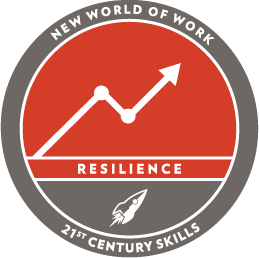 NEW WORLD OF WORK
RESILIENCE
21ST CENTURY SKILLS